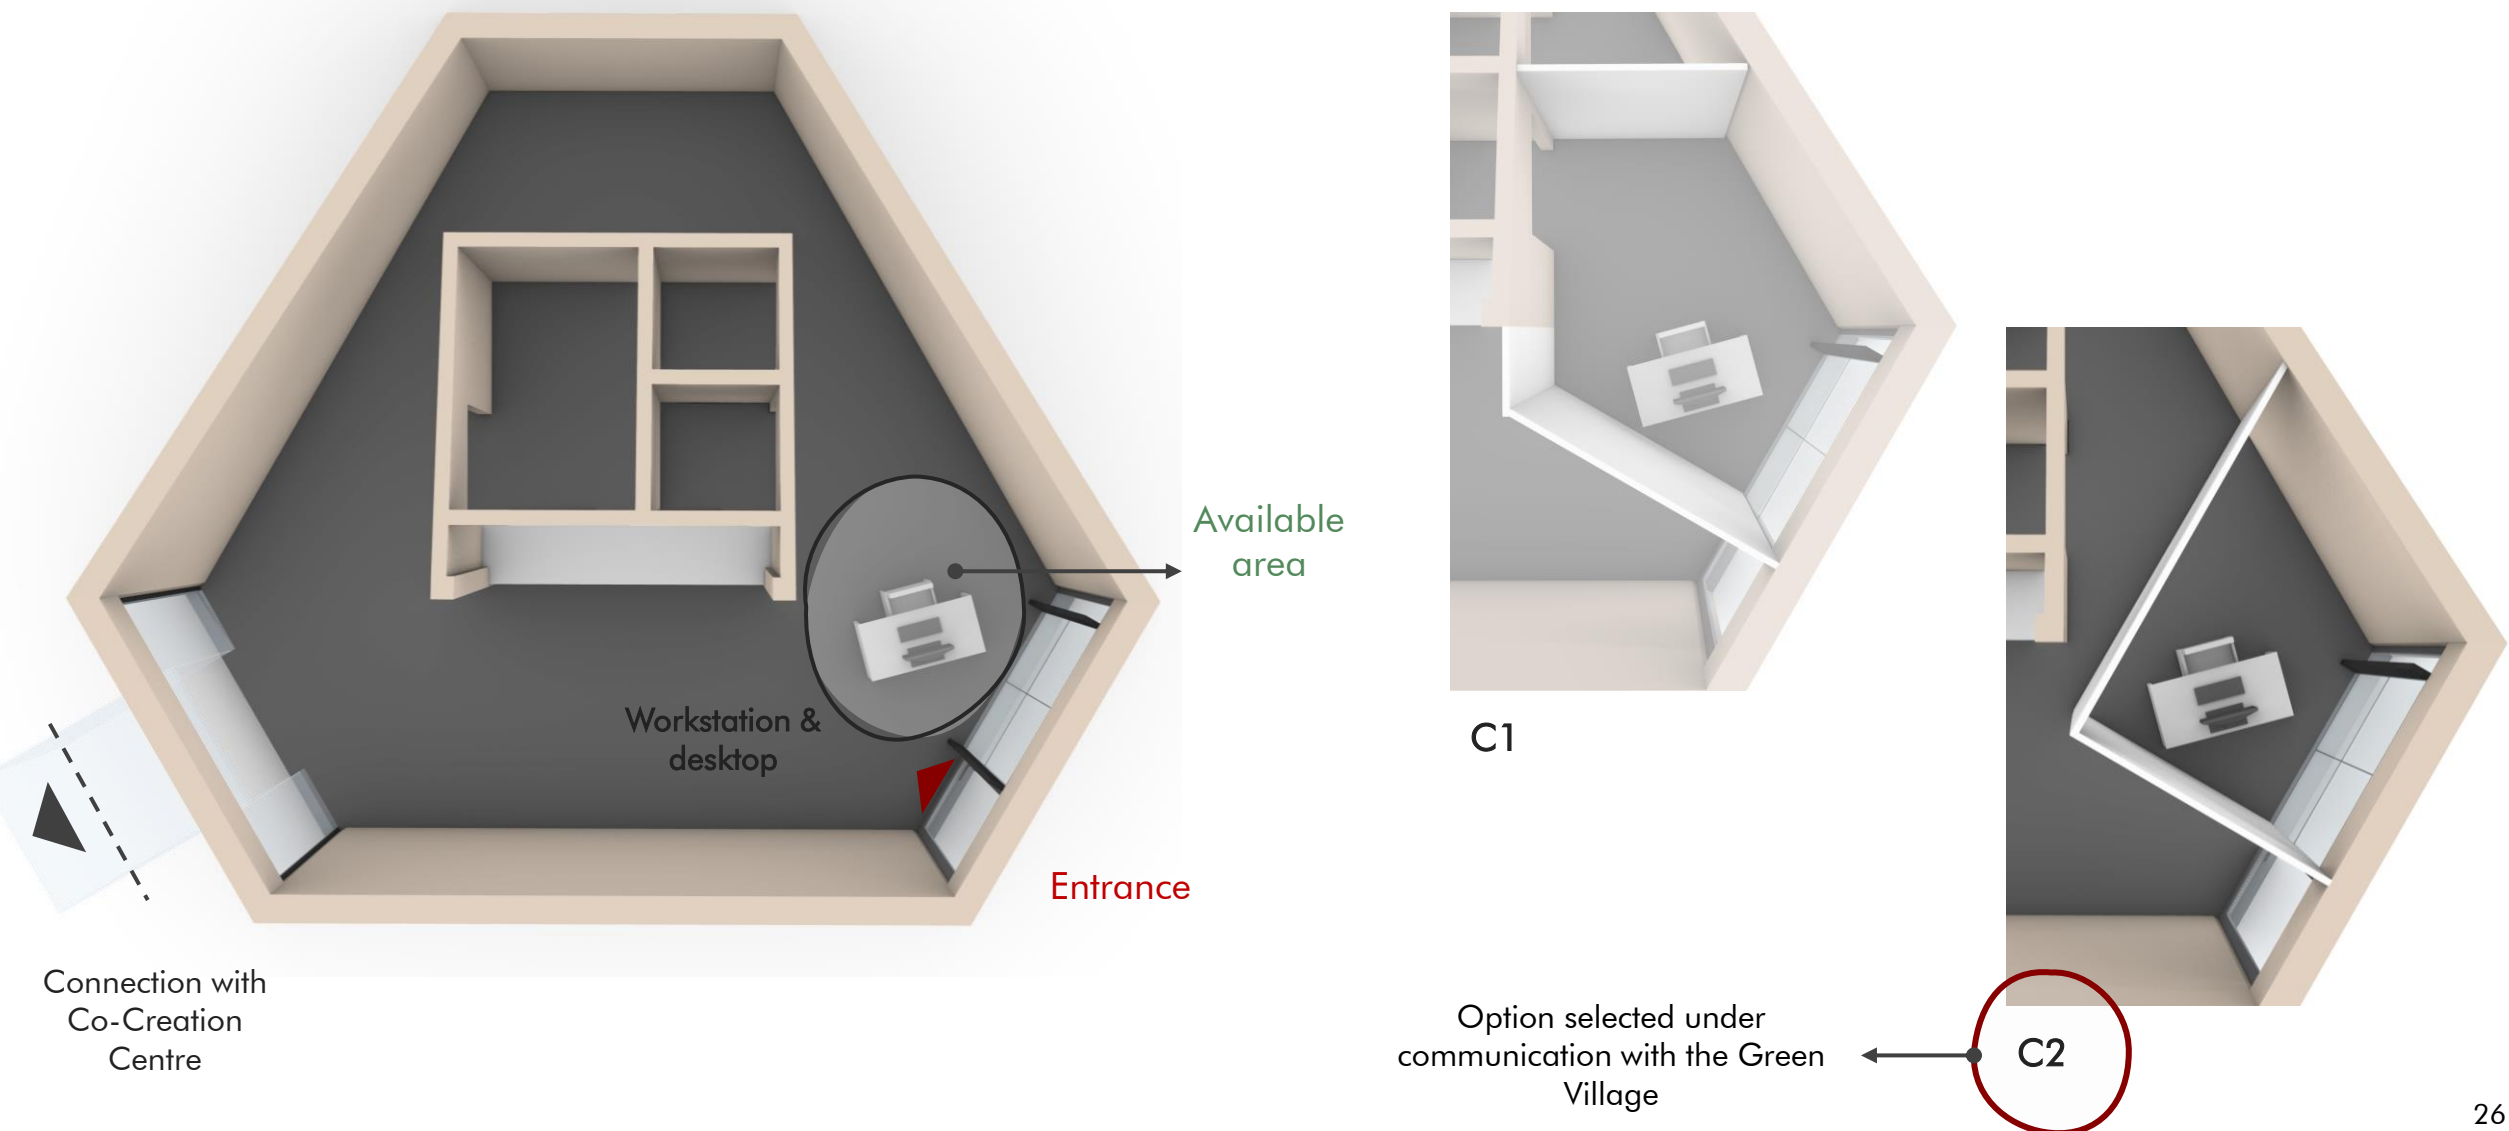 Available
area
Workstation &
desktop
Entrance
Connection with
Co-Creation
Centre
C1
Option selected under
communication with the Green
Village
C2
26